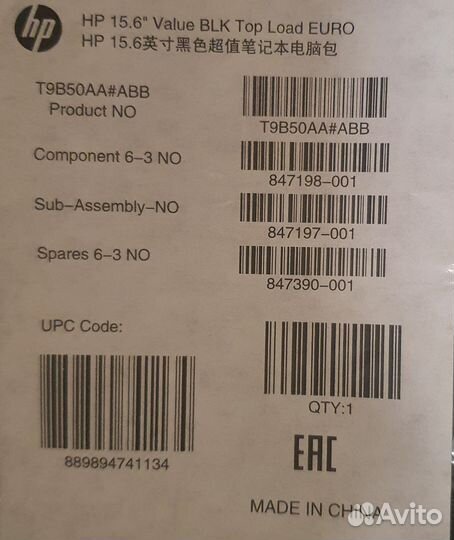 hp
HP 15.6" Value BLK Top Load EURO
HP 15.6英寸黑色超值笔记本电脑包
T9B50AA#ABB
Product NO
T9B50AA#ABB
Component 6-3 NO
847198-001
Sub-Assembly-NO
847197-001
Spares 6-3 NO
847390-001
UPC Code:
889894741134
QTY:1
EAC
MADE IN CHINA
Avito